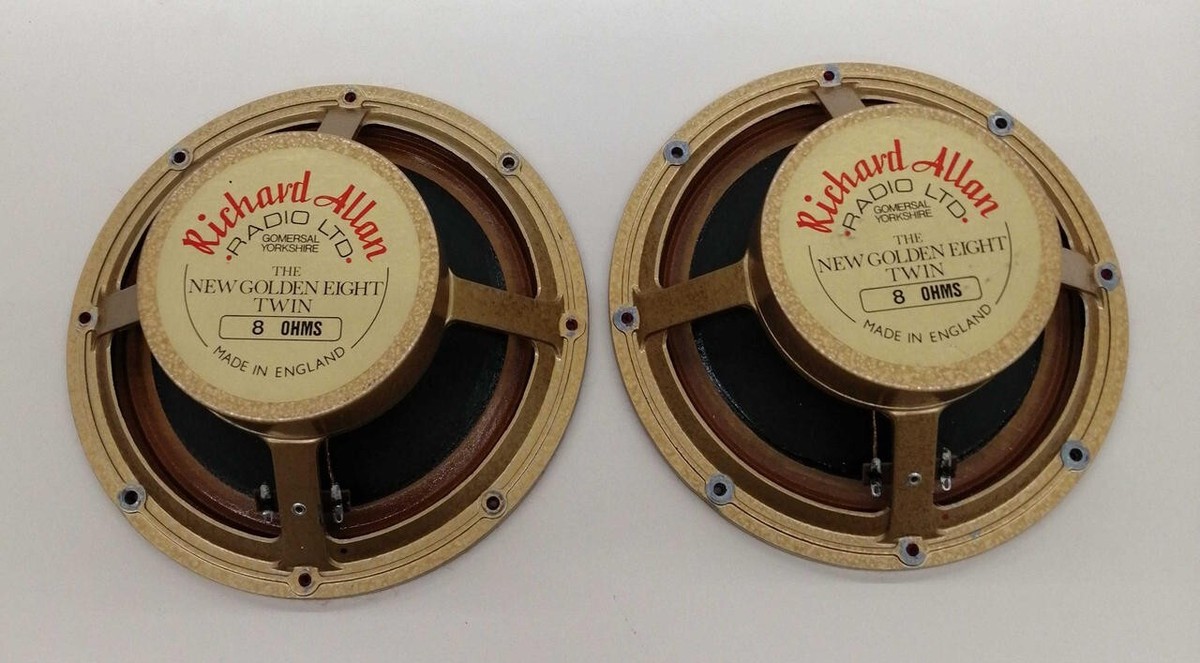 Richard Allan
·RADIO LTD.
GOMERSAL
YORKSHIRE
THE
NEW GOLDEN EIGHT
TWIN
8 OHMS
MADE IN ENGLAND
Richard Allan
·RADIO LTD.
GOMERSAL
YORKSHIRE
THE
NEW GOLDEN EIGHT
TWIN
8 OHMS
MADE IN ENGLAND